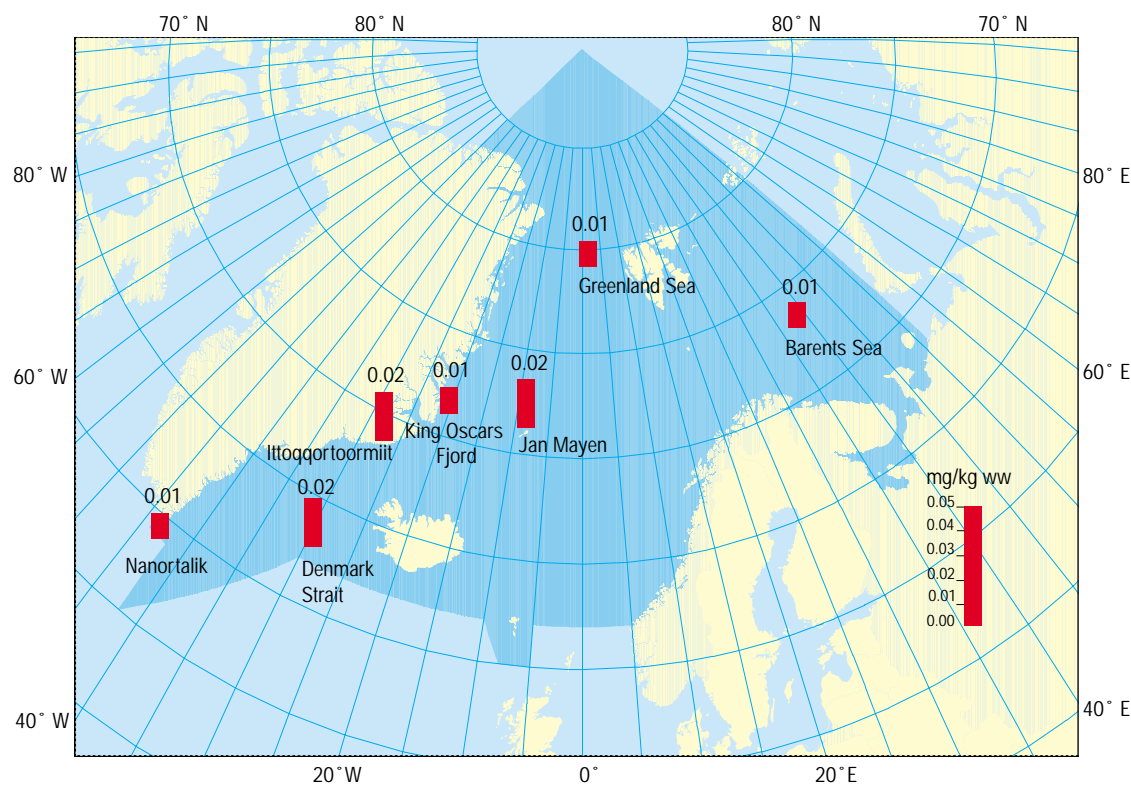 70° N
80° N
80° N
70° N
80° W
80° E
0.01
Greenland Sea
0.01
Barents Sea
60° W
60° E
0.02
0.01
0.02
King Oscars
Fjord
Jan Mayen
Ittoqqortoormiit
0.01
Nanortalik
0.02
Denmark
Strait
mg/kg ww
0.05
0.04
0.03
0.02
0.01
0.00
40° W
40° E
20°W
0°
20°E